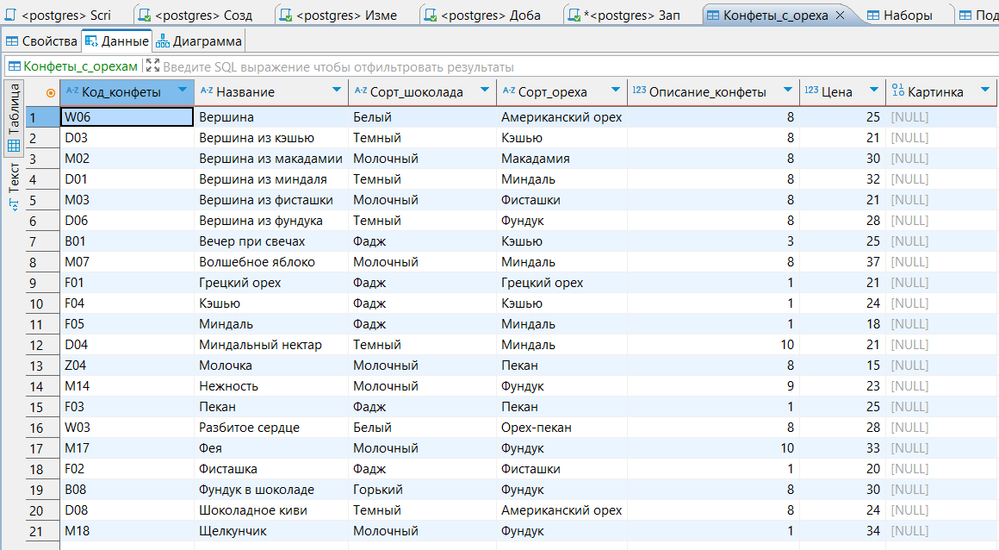 <postgres> Scri <postgres> Созд <postgres> Изме <postgres> Доба *<postgres> Зап Конфеты_с_ореха Наборы Под
Свойства Данные Диаграмма
Конфеты_с_орехам Введите SQL выражение чтобы отфильтровать результаты
Таблица
Текст
A-Z Код_конфеты A-Z Название A-Z Сорт_шоколада A-Z Сорт_ореха 123 Описание_конфеты 123 Цена Картинка
1 W06 Вершина Белый Американский орех 8 25 [NULL]
2 D03 Вершина из кэшью Темный Кэшью 8 21 [NULL]
3 M02 Вершина из макадамии Молочный Макадамия 8 30 [NULL]
4 D01 Вершина из миндаля Темный Миндаль 8 32 [NULL]
5 M03 Вершина из фисташки Молочный Фисташки 8 21 [NULL]
6 D06 Вершина из фундука Темный Фундук 8 28 [NULL]
7 B01 Вечер при свечах Фадж Кэшью 3 25 [NULL]
8 M07 Волшебное яблоко Молочный Миндаль 8 37 [NULL]
9 F01 Грецкий орех Фадж Грецкий орех 1 21 [NULL]
10 F04 Кэшью Фадж Кэшью 1 24 [NULL]
11 F05 Миндаль Фадж Миндаль 1 18 [NULL]
12 D04 Миндальный нектар Темный Миндаль 10 21 [NULL]
13 Z04 Молочка Молочный Пекан 8 15 [NULL]
14 M14 Нежность Молочный Фундук 9 23 [NULL]
15 F03 Пекан Фадж Пекан 1 25 [NULL]
16 W03 Разбитое сердце Белый Орех-пекан 8 28 [NULL]
17 M17 Фея Молочный Фундук 10 33 [NULL]
18 F02 Фисташка Фадж Фисташки 1 20 [NULL]
19 B08 Фундук в шоколаде Горький Фундук 8 30 [NULL]
20 D08 Шоколадное киви Темный Американский орех 8 24 [NULL]
21 M18 Щелкунчик Молочный Фундук 1 34 [NULL]